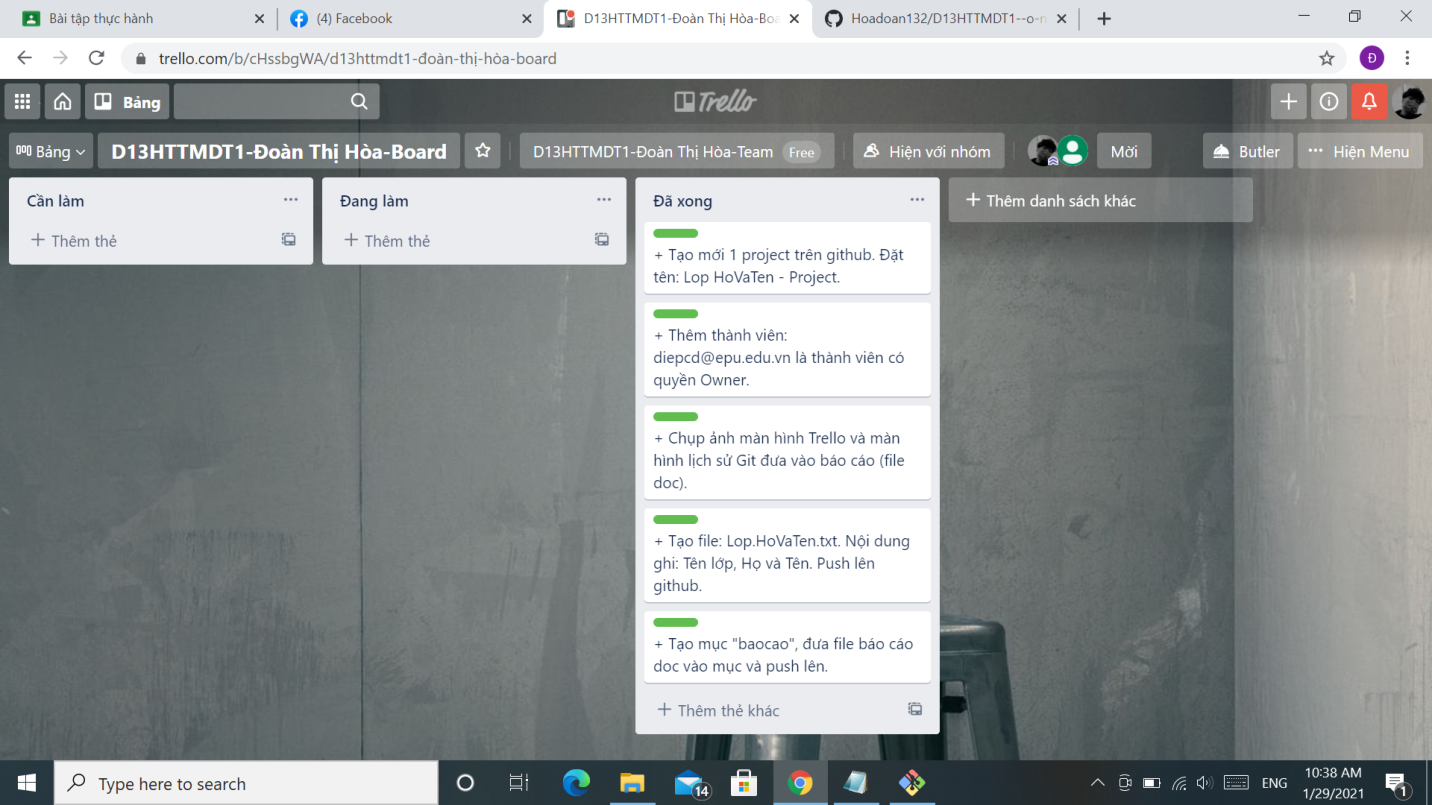 Bài tập thực hành
(4) Facebook
D13HTTMDT1-Đoàn Thị Hòa-Boa
Hoadoan132/D13HTTMDT1--o-n
trello.com/b/cHssbgWA/d13httmdt1-đoàn-thị-hòa-board
Đ
Bảng
Trello
Bảng
D13HTTMDT1-Đoàn Thị Hòa-Board
D13HTTMDT1-Đoàn Thị Hòa-Team Free
Hiện với nhóm
Mời
Butler
Hiện Menu
Cần làm
Thêm thẻ
Đang làm
Thêm thẻ
Đã xong
+ Tạo mới 1 project trên github. Đặt
tên: Lop HoVaTen - Project.
+ Thêm thành viên:
diepcd@epu.edu.vn là thành viên có
quyền Owner.
+ Chụp ảnh màn hình Trello và màn
hình lịch sử Git đưa vào báo cáo (file
doc).
+ Tạo file: Lop.HoVaTen.txt. Nội dung
ghi: Tên lớp, Họ và Tên. Push lên
github.
+ Tạo mục "baocao", đưa file báo cáo
doc vào mục và push lên.
Thêm thẻ khác
Thêm danh sách khác
Type here to search
14
ENG
10:38 AM
1/29/2021
1